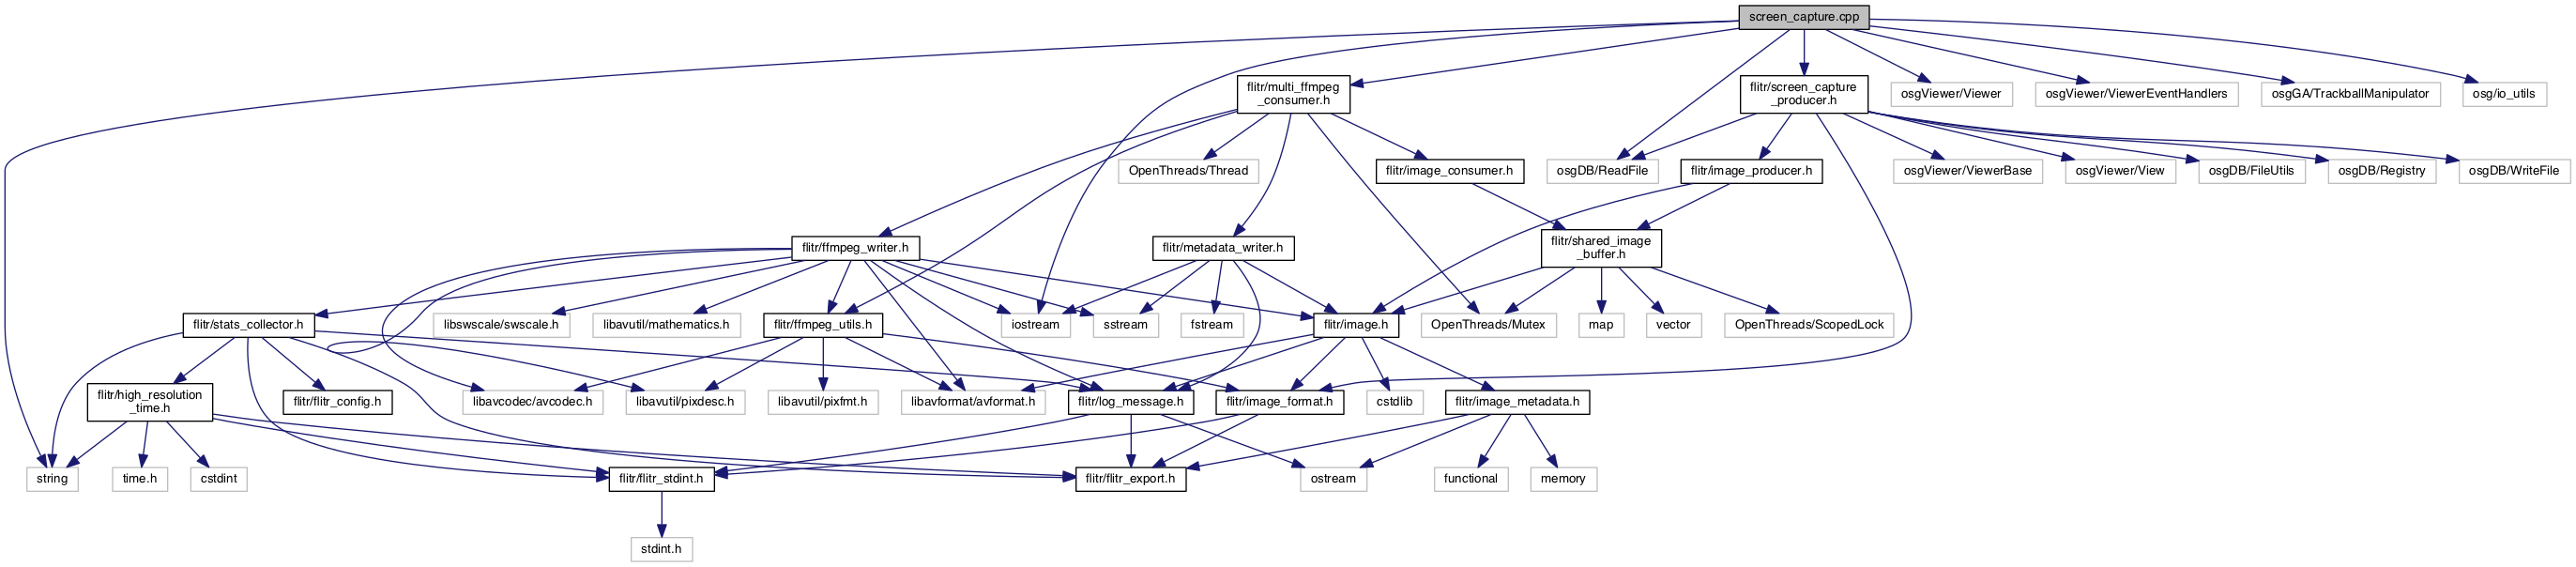 screen_capture.cpp
flitr/multi_ffmpeg
_consumer.h
flitr/screen_capture
_producer.h
osgViewer/Viewer
osgViewer/ViewerEventHandlers
osgGA/TrackballManipulator
osg/io_utils
OpenThreads/Thread
flitr/image_consumer.h
osgDB/ReadFile
flitr/image_producer.h
osgViewer/ViewerBase
osgViewer/View
osgDB/FileUtils
osgDB/Registry
osgDB/WriteFile
flitr/ffmpeg_writer.h
flitr/metadata_writer.h
flitr/shared_image
_buffer.h
flitr/stats_collector.h
libswscale/swscale.h
libavutil/mathematics.h
flitr/ffmpeg_utils.h
iostream
sstream
fstream
flitr/image.h
OpenThreads/Mutex
map
vector
OpenThreads/ScopedLock
flitr/high_resolution
_time.h
flitr/flitr_config.h
libavcodec/avcodec.h
libavutil/pixdesc.h
libavutil/pixfmt.h
libavformat/avformat.h
flitr/log_message.h
flitr/image_format.h
cstdlib
flitr/image_metadata.h
string
time.h
cstdint
flitr/flitr_stdint.h
flitr/flitr_export.h
ostream
functional
memory
stdint.h